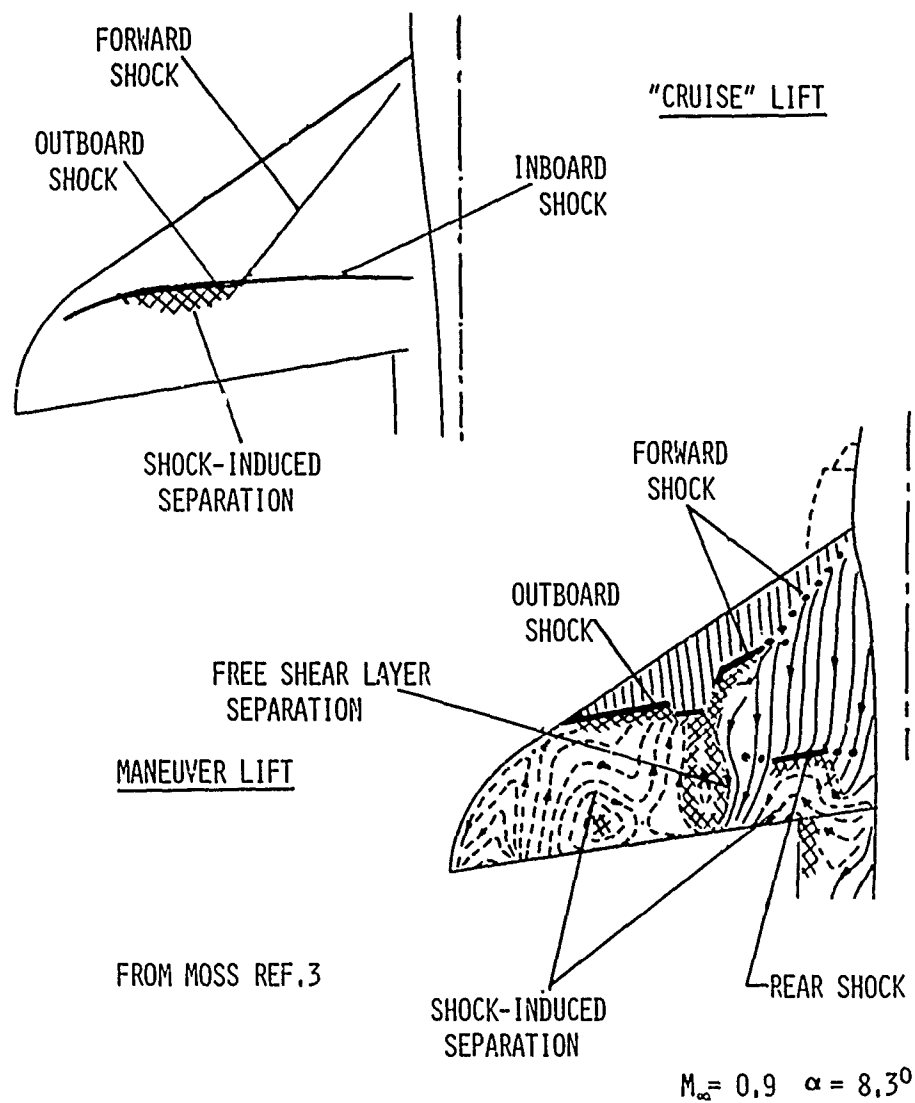 FORWARD
SHOCK
"CRUISE" LIFT
OUTBOARD
SHOCK
INBOARD
SHOCK
SHOCK-INDUCED
SEPARATION
FORWARD
SHOCK
OUTBOARD
SHOCK
FREE SHEAR LAYER
SEPARATION
MANEUVER LIFT
FROM MOSS REF.3
REAR SHOCK
SHOCK-INDUCED
SEPARATION
M∞= 0.9 α = 8.3⁰